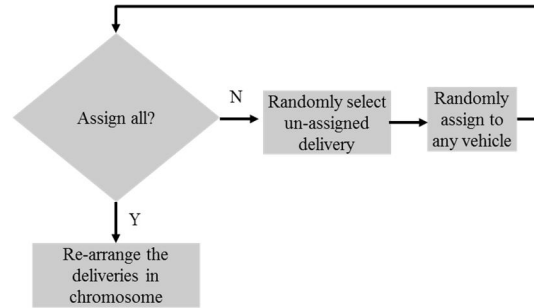 Assign all?
N
Randomly select
un-assigned
delivery
Randomly
assign to
any vehicle
Y
Re-arrange the
deliveries in
chromosome